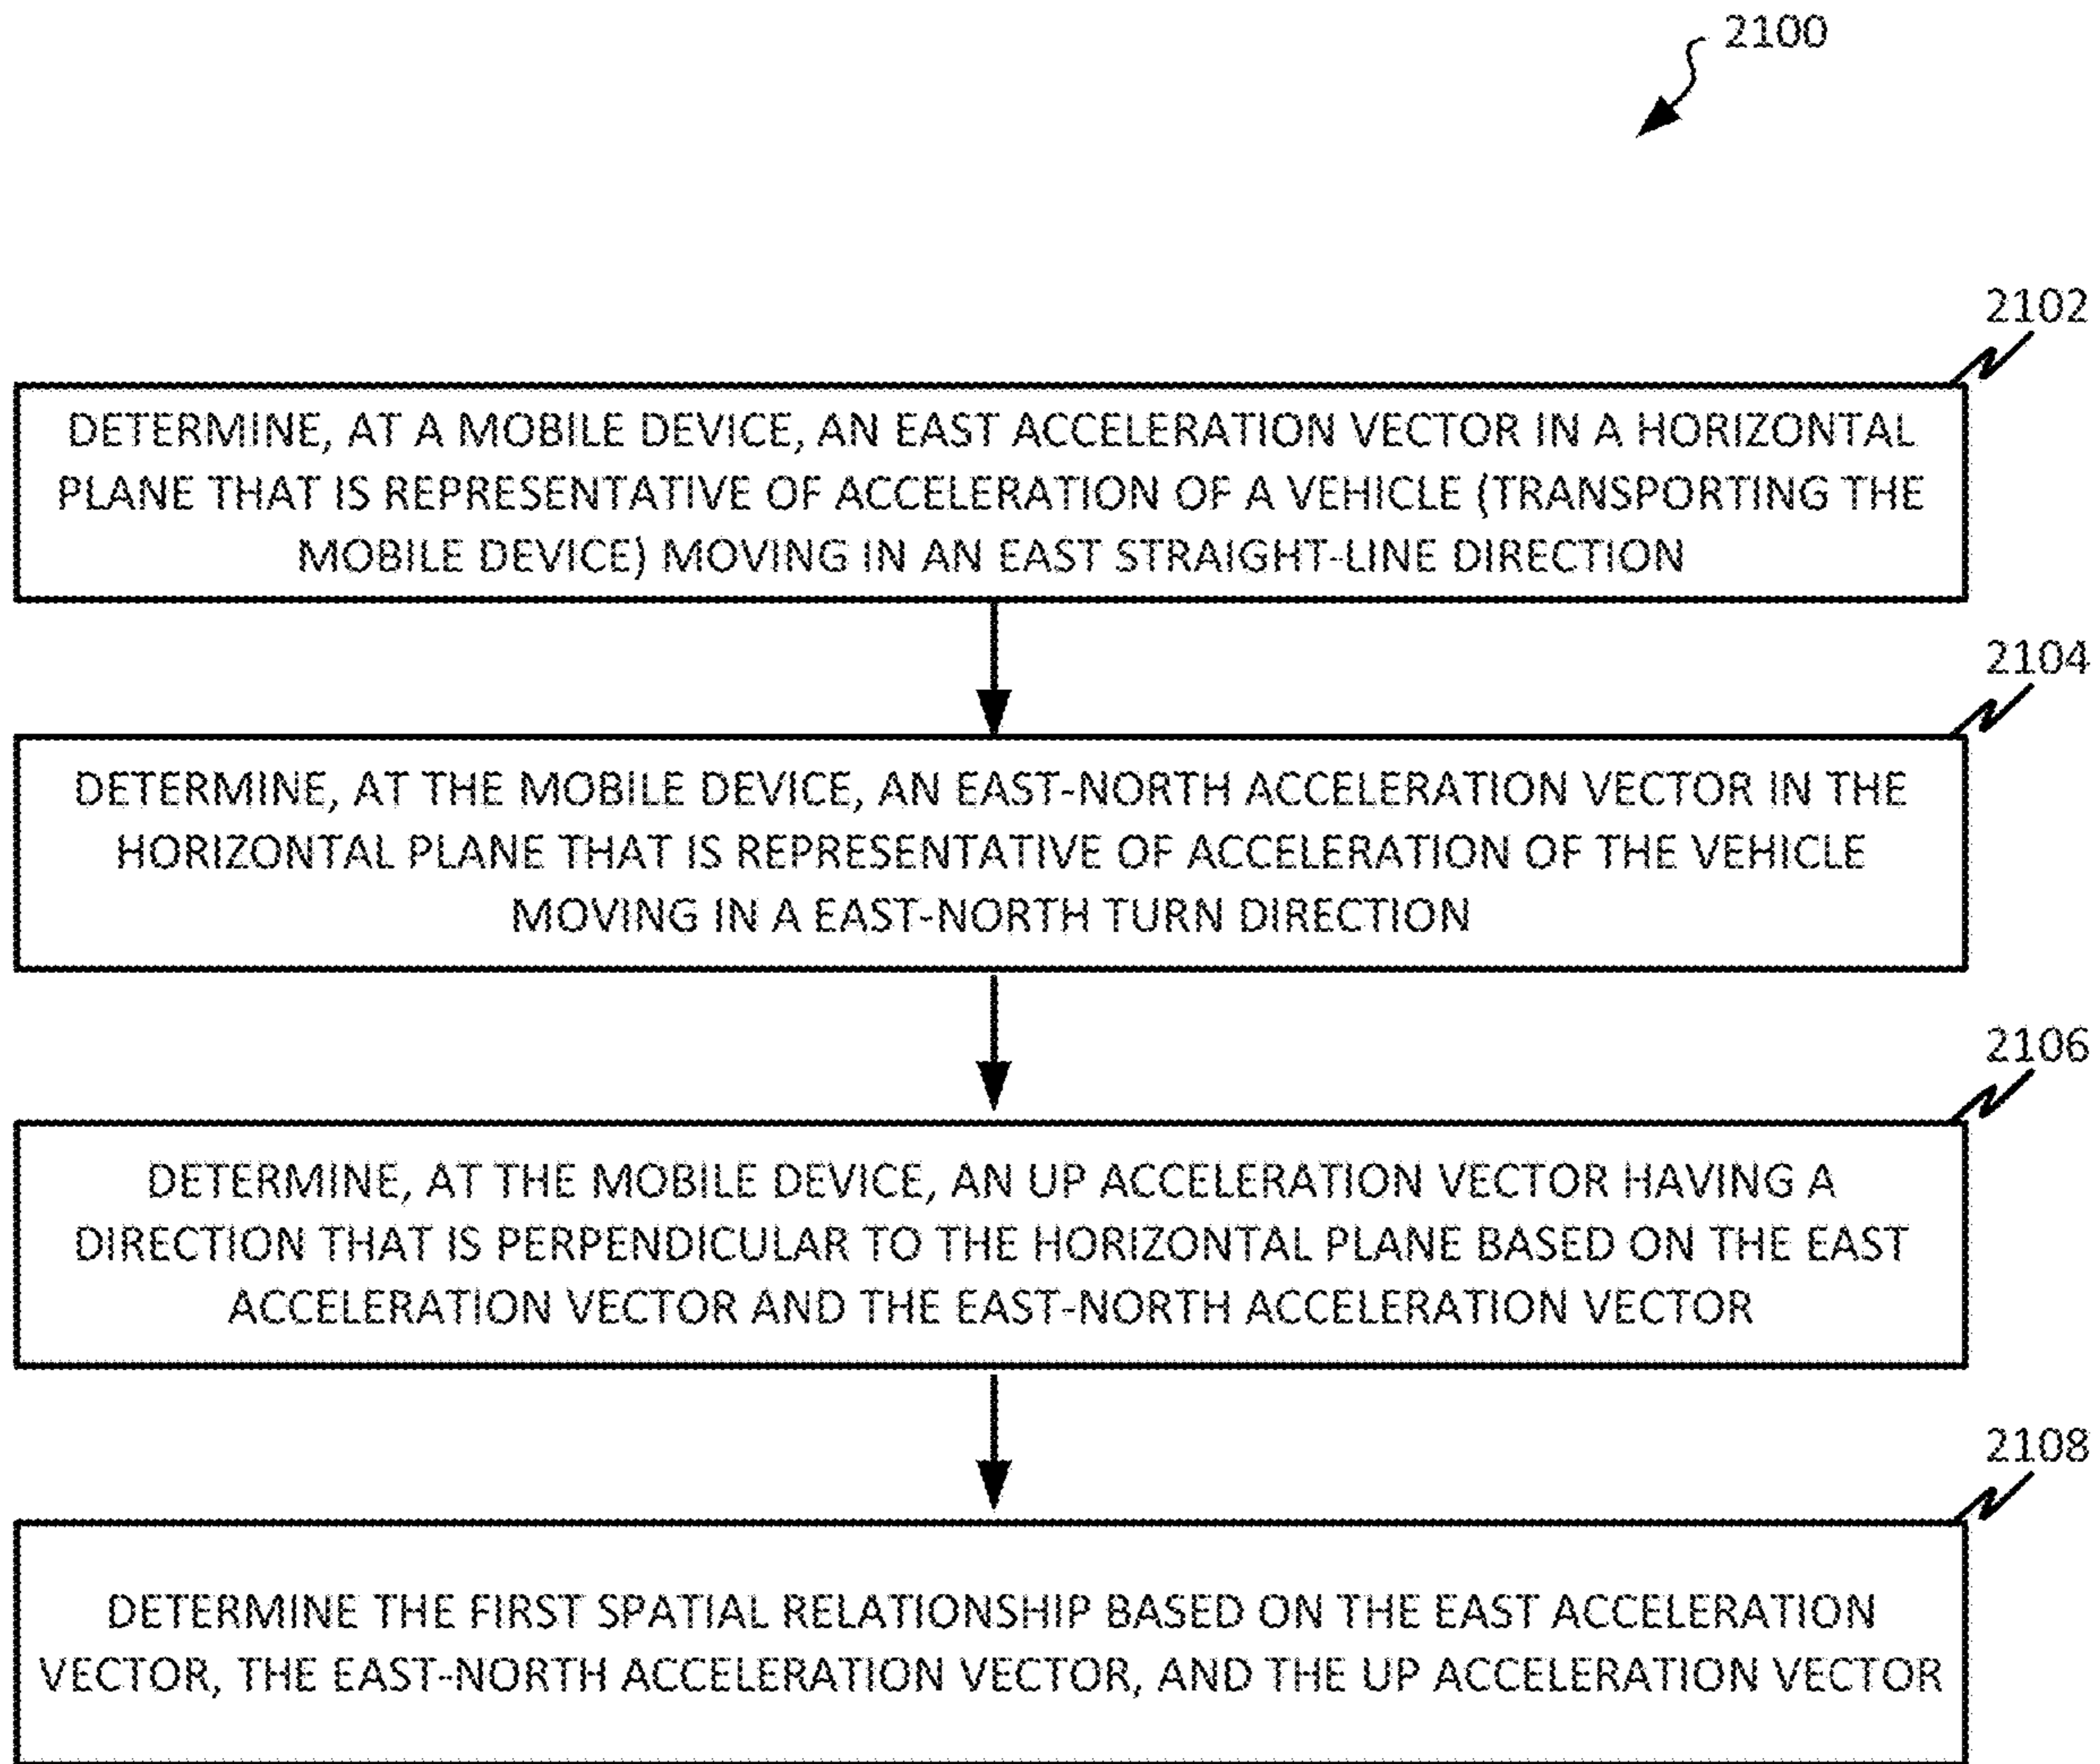 2100
2102
DETERMINE, AT A MOBILE DEVICE, AN EAST ACCELERATION VECTOR IN A HORIZONTAL
PLANE THAT IS REPRESENTATIVE OF ACCELERATION OF A VEHICLE (TRANSPORTING THE
MOBILE DEVICE) MOVING IN AN EAST STRAIGHT-LINE DIRECTION
2104
DETERMINE, AT THE MOBILE DEVICE, AN EAST-NORTH ACCELERATION VECTOR IN THE
HORIZONTAL PLANE THAT IS REPRESENTATIVE OF ACCELERATION OF THE VEHICLE
MOVING IN A EAST-NORTH TURN DIRECTION
2106
DETERMINE, AT THE MOBILE DEVICE, AN UP ACCELERATION VECTOR HAVING A
DIRECTION THAT IS PERPENDICULAR TO THE HORIZONTAL PLANE BASED ON THE EAST
ACCELERATION VECTOR AND THE EAST-NORTH ACCELERATION VECTOR
2108
DETERMINE THE FIRST SPATIAL RELATIONSHIP BASED ON THE EAST ACCELERATION
VECTOR, THE EAST-NORTH ACCELERATION VECTOR, AND THE UP ACCELERATION VECTOR